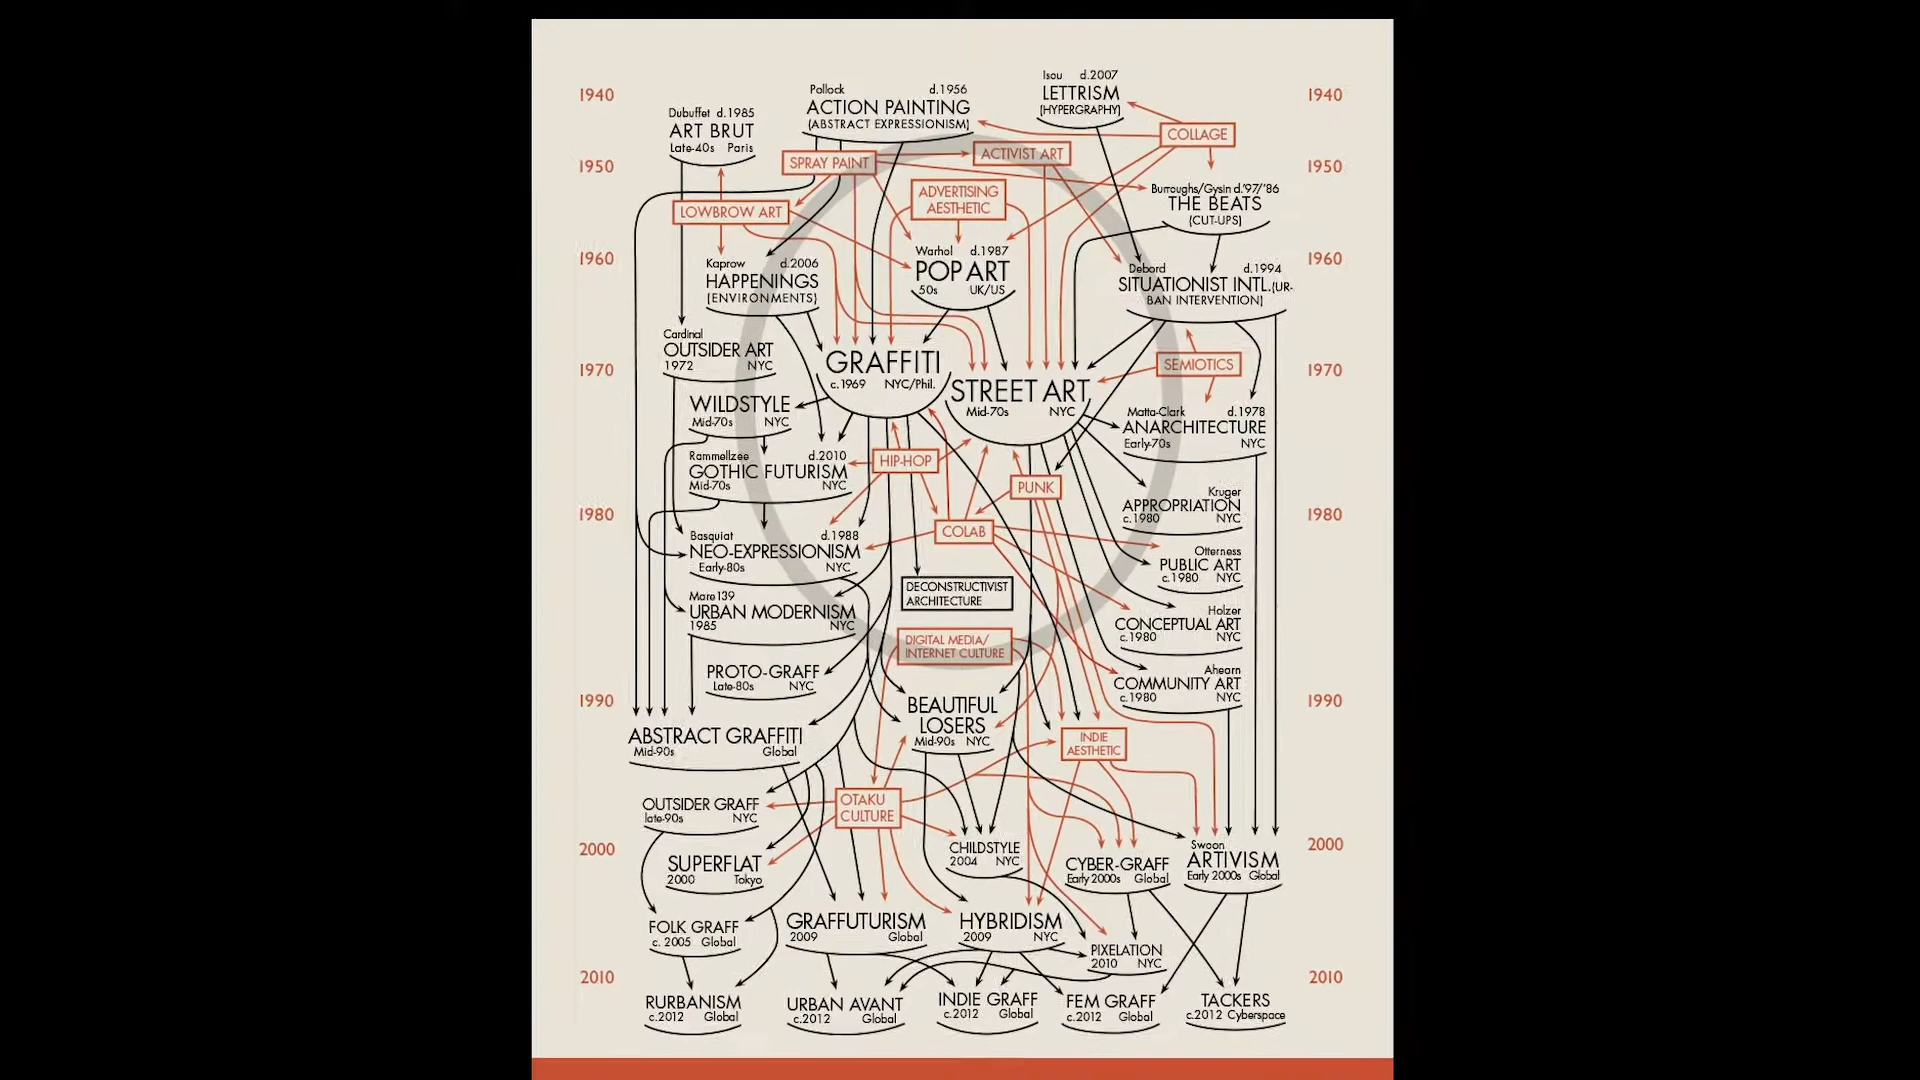 1940
Dubuffet d.1985
ART BRUT
Late-40s Paris
Pollock d.1956
ACTION PAINTING
(ABSTRACT EXPRESSIONISM)
Isou d.2007
LETTRISM
(HYPERGRAPHY)
1940
COLLAGE
1950
SPRAY PAINT
ACTIVIST ART
1950
LOWBROW ART
ADVERTISING
AESTHETIC
Burroughs/Gysin d.'97/'86
THE BEATS
(CUT-UPS)
1960
Kaprow d.2006
HAPPENINGS
(ENVIRONMENTS)
Warhol d.1987
POP ART
50s UK/US
Debord d.1994
SITUATIONIST INTL.(UR-
BAN INTERVENTION)
1960
Cardinal
OUTSIDER ART
1972 NYC
1970
GRAFFITI
c.1969 NYC/Phil.
STREET ART
Mid-70s NYC
SEMIOTICS
1970
WILDSTYLE
Mid-70s NYC
Matta-Clark d.1978
ANARCHITECTURE
Early-70s NYC
Rammellzee d.2010
GOTHIC FUTURISM
Mid-70s NYC
HIP-HOP
PUNK
Kruger
APPROPRIATION
c.1980 NYC
1980
COLAB
1980
Basquiat d.1988
NEO-EXPRESSIONISM
Early-80s NYC
Otterness
PUBLIC ART
c.1980 NYC
DECONSTRUCTIVIST
ARCHITECTURE
Mare139
URBAN MODERNISM
1985 NYC
Holzer
CONCEPTUAL ART
c.1980 NYC
DIGITAL MEDIA/
INTERNET CULTURE
PROTO-GRAFF
Late-80s NYC
Ahearn
COMMUNITY ART
c.1980 NYC
1990
BEAUTIFUL
LOSERS
Mid-90s NYC
1990
ABSTRACT GRAFFITI
Mid-90s Global
INDIE
AESTHETIC
OUTSIDER GRAFF
late-90s NYC
OTAKU
CULTURE
2000
SUPERFLAT
2000 Tokyo
CHILDSTYLE
2004 NYC
CYBER-GRAFF
Early 2000s Global
Swoon
ARTIVISM
Early 2000s Global
2000
FOLK GRAFF
c. 2005 Global
GRAFFUTURISM
2009 Global
HYBRIDISM
2009 NYC
PIXELATION
2010 NYC
2010
RURBANISM
c.2012 Global
URBAN AVANT
c.2012 Global
INDIE GRAFF
c.2012 Global
FEM GRAFF
c.2012 Global
TACKERS
c.2012 Cyberspace
2010